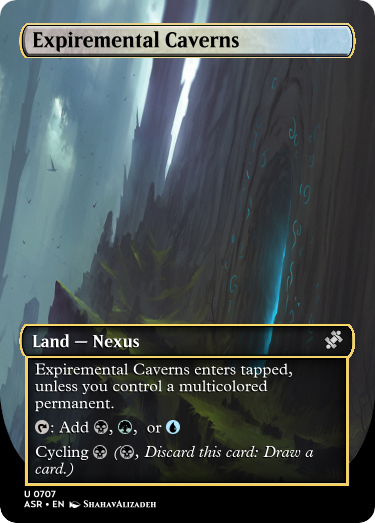 Expiremental Caverns
Land — Nexus
Expiremental Caverns enters tapped,
unless you control a multicolored
permanent.
: Add , , or
Cycling ( , Discard this card: Draw a
card.)
U 0707
ASR • EN ShahavAlizadeh